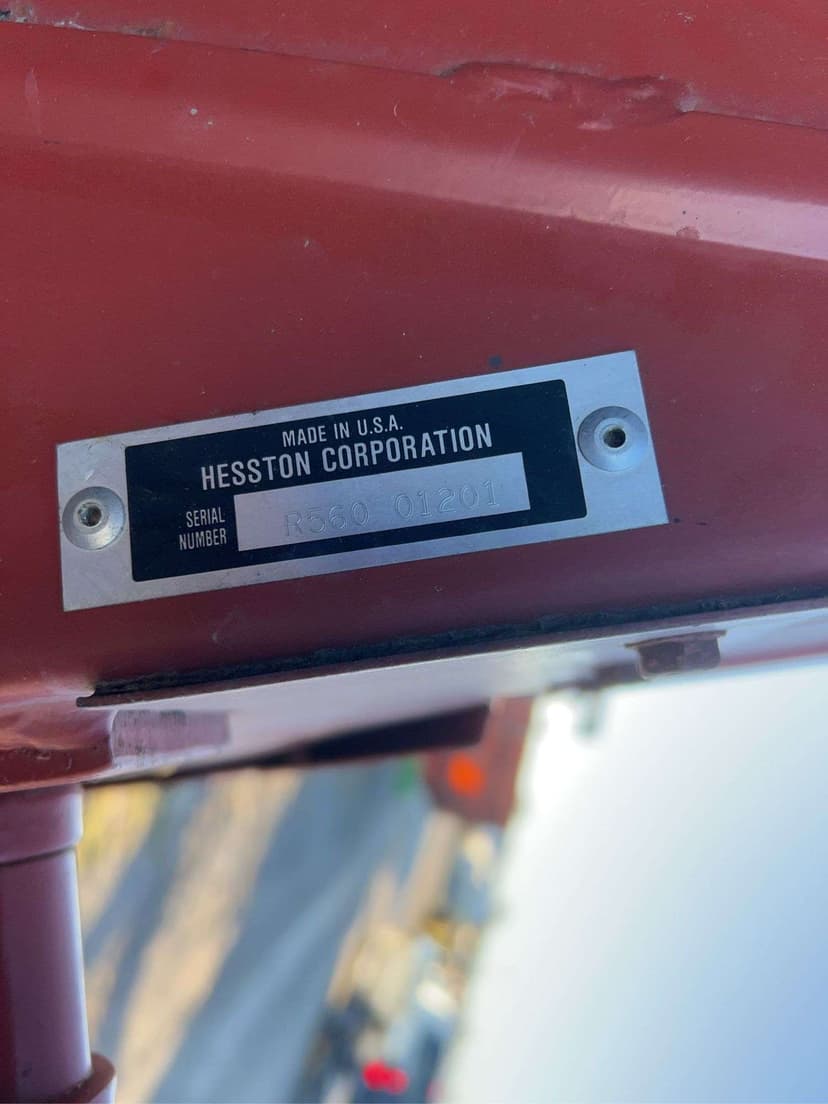 MADE IN U.S.A.
HESSTON CORPORATION
SERIAL NUMBER
R560 01201